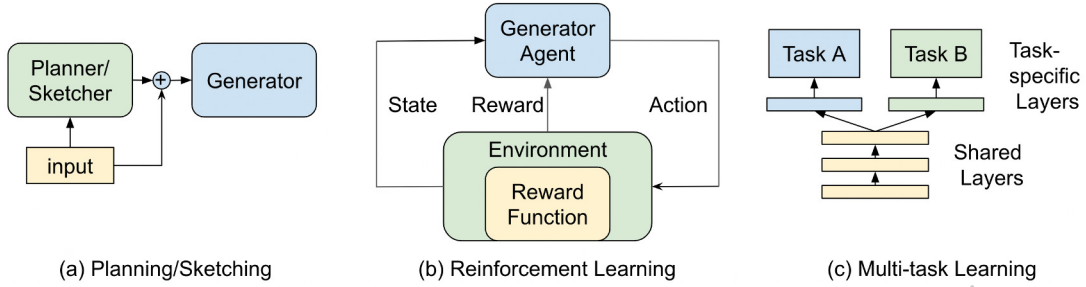 Planner/
Sketcher
+
Generator
input
(a) Planning/Sketching
Generator
Agent
State
Reward
Action
Environment
Reward
Function
(b) Reinforcement Learning
Task A
Task B
Task-
specific
Layers
Shared
Layers
(c) Multi-task Learning